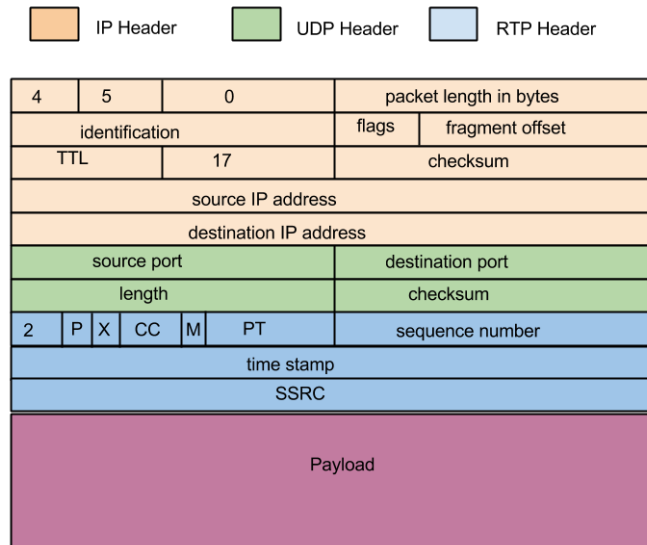 IP Header UDP Header RTP Header
4 5 0 packet length in bytes
identification flags fragment offset
TTL 17 checksum
source IP address
destination IP address
source port destination port
length checksum
2 P X CC M PT sequence number
time stamp
SSRC
Payload